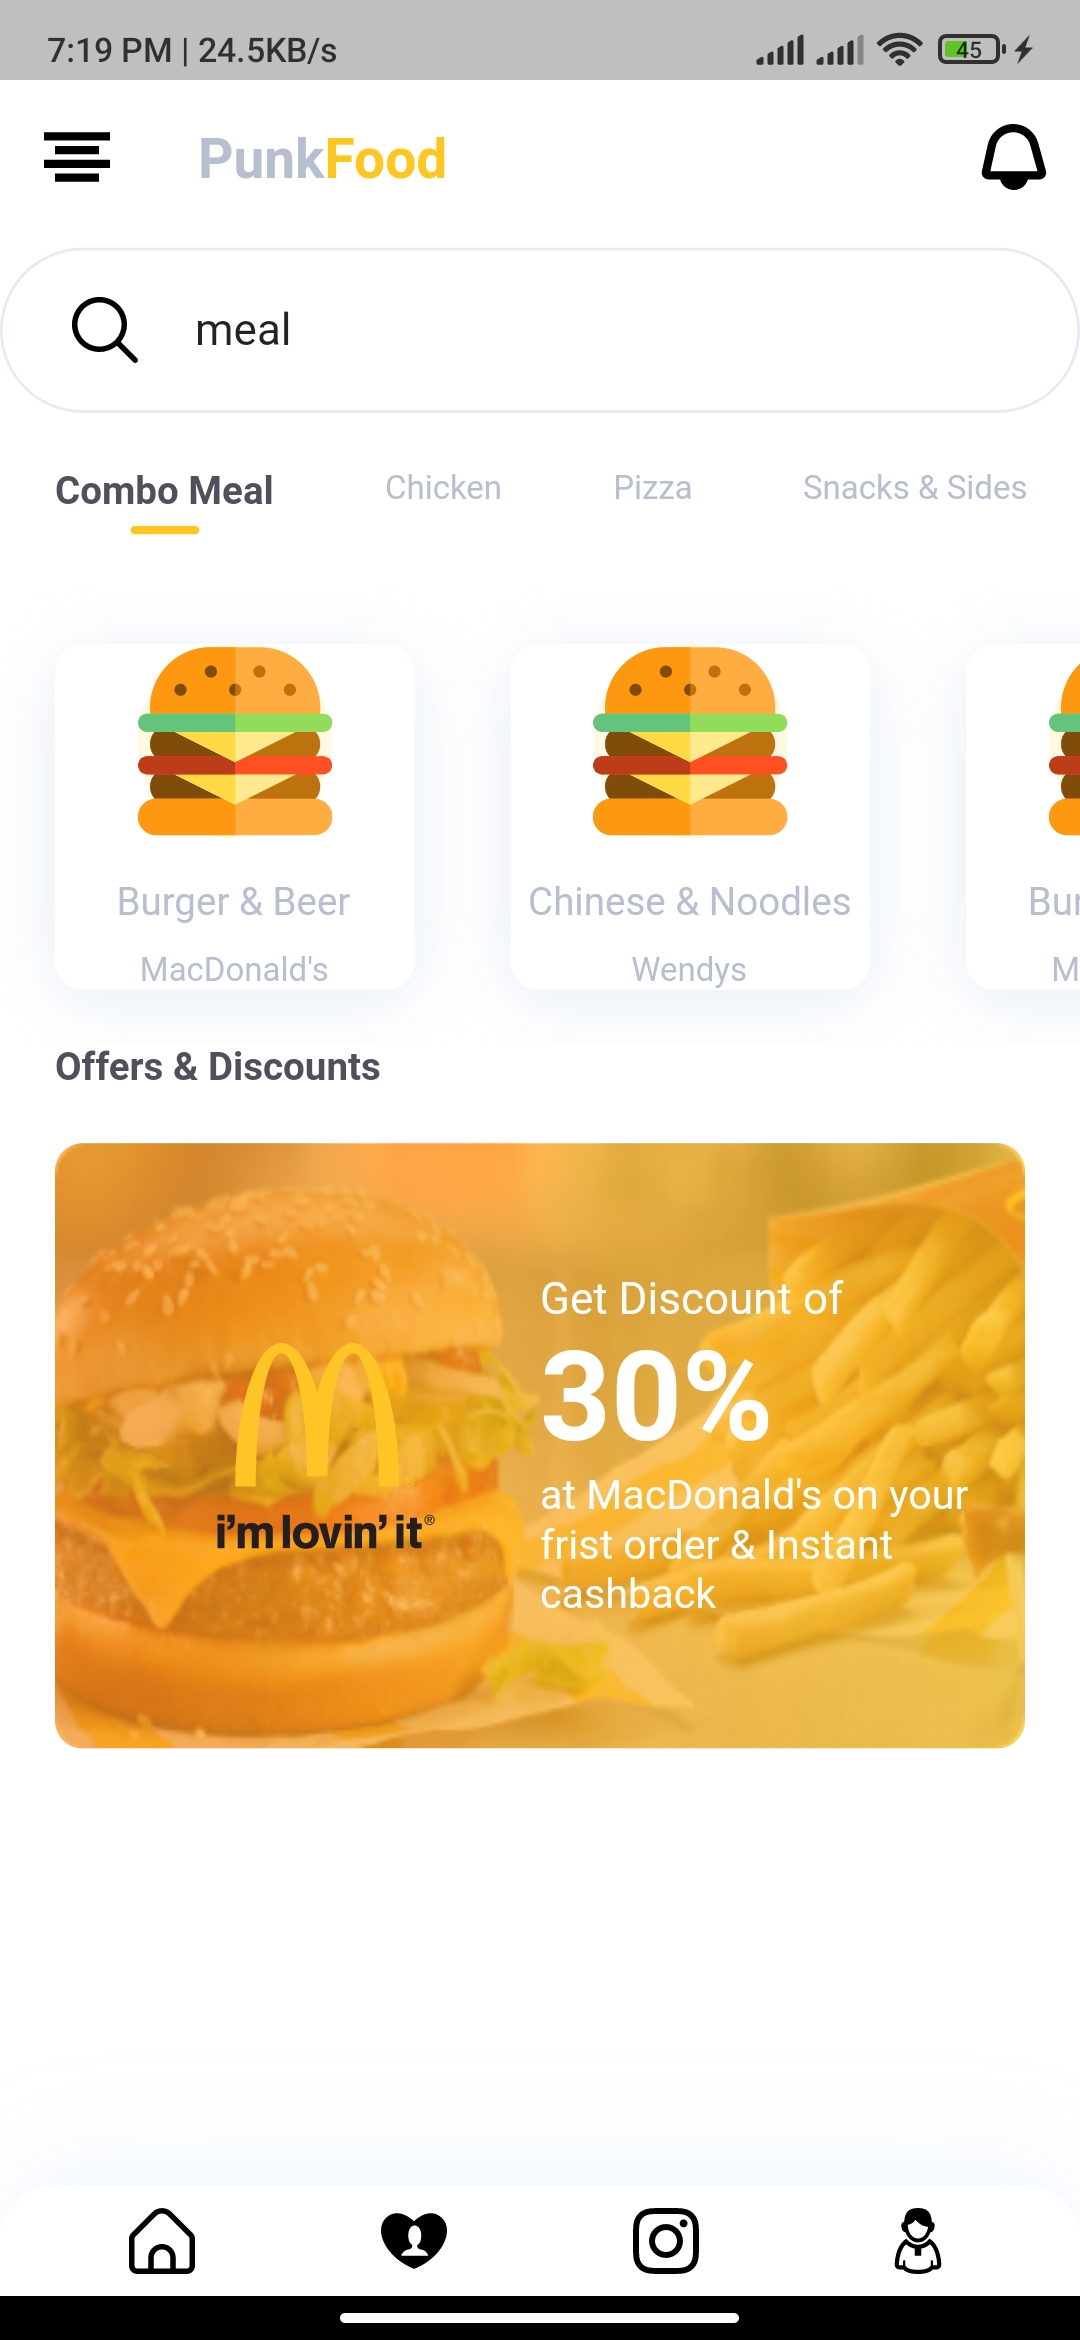 7:19 PM | 24.5KB/s
45
PunkFood
meal
Combo Meal
Chicken
Pizza
Snacks & Sides
Burger & Beer
MacDonald's
Chinese & Noodles
Wendys
Bur
M
Offers & Discounts
Get Discount of
30%
at MacDonald's on your
frist order & Instant
cashback
i'm lovin' it®